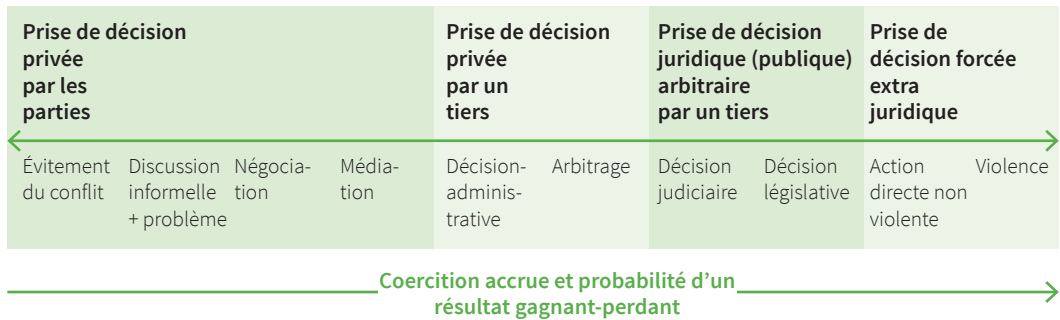 Prise de décision
privée
par les
parties
Prise de décision
privée
par un
tiers
Prise de décision
juridique (publique)
arbitraire
par un tiers
Prise de
décision forcée
extra
juridique
Évitement
du conflit
Discussion
informelle
+ problème
Négocia-
tion
Média-
tion
Décision-
adminis-
trative
Arbitrage
Décision
judiciaire
Décision
législative
Action
directe non
violente
Violence
Coercition accrue et probabilité d’un
résultat gagnant-perdant